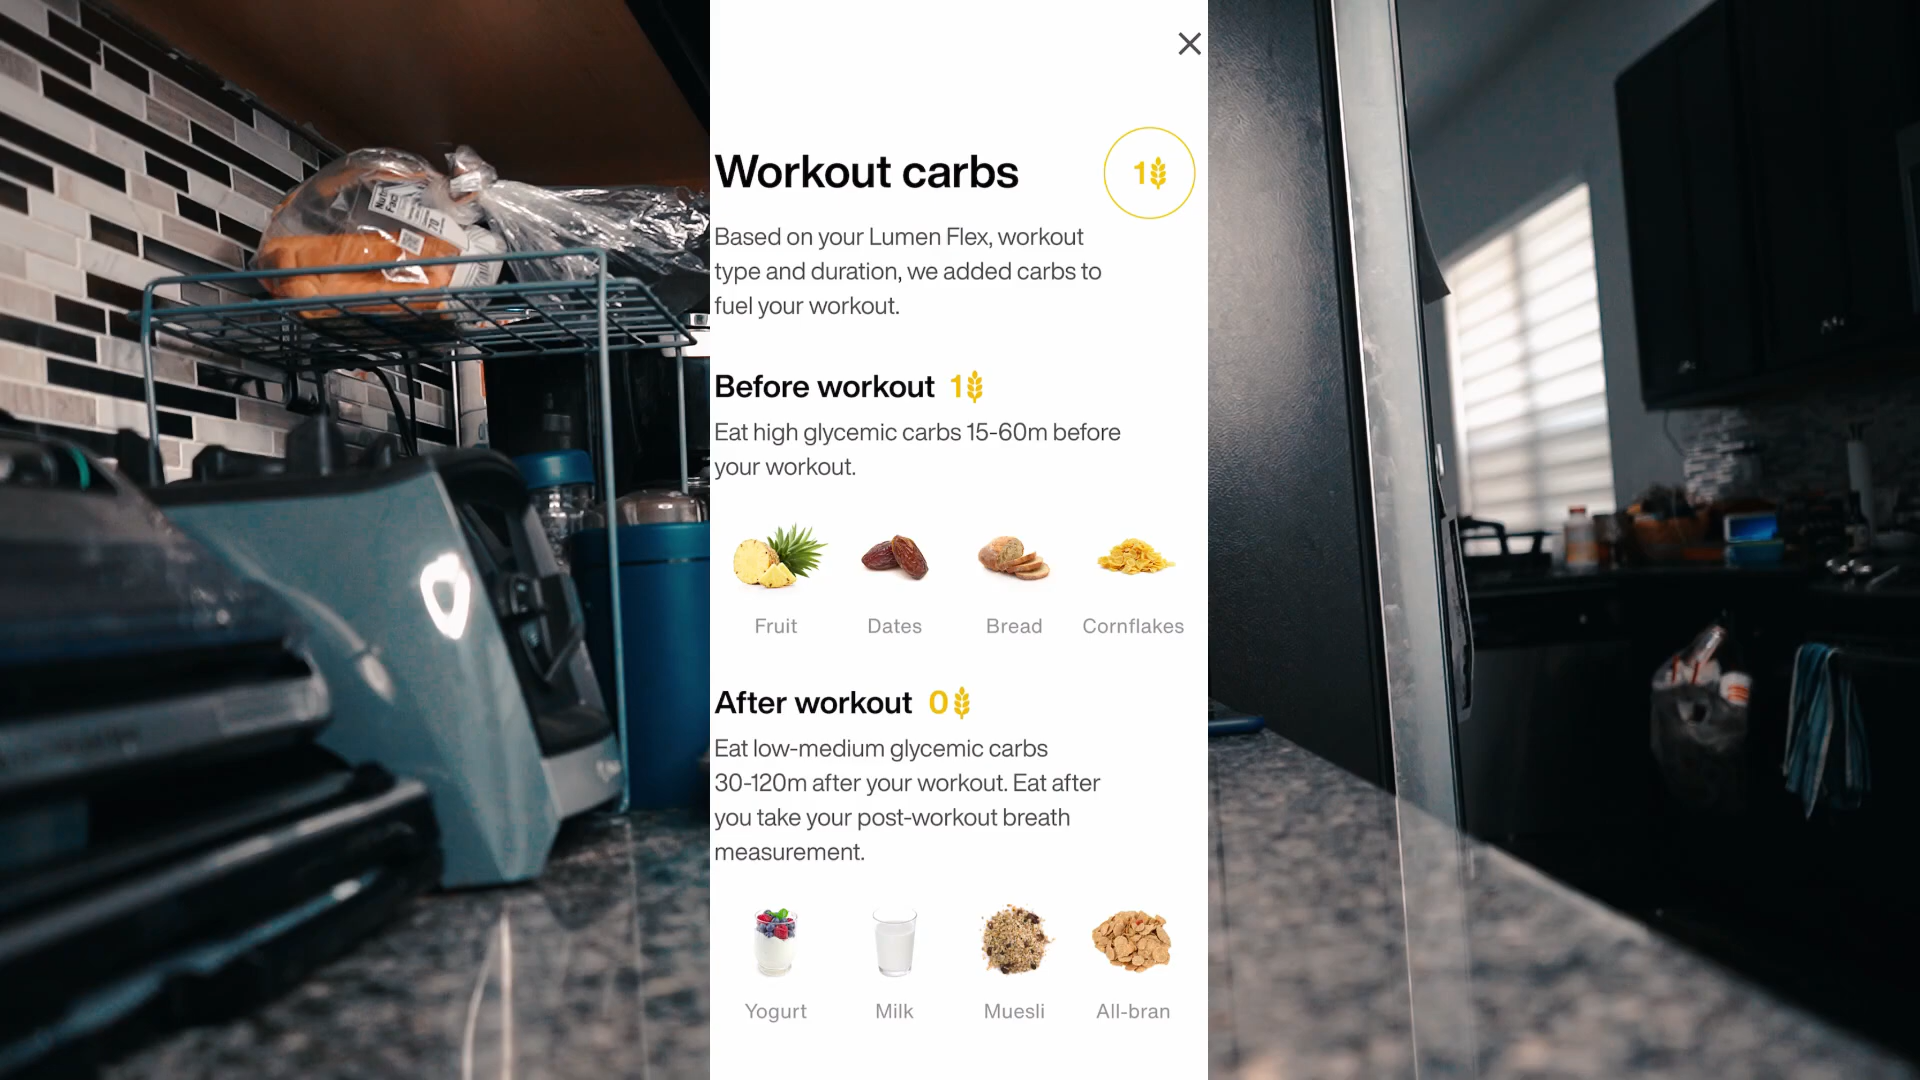 Workout carbs
1
Based on your Lumen Flex, workout
type and duration, we added carbs to
fuel your workout.
Before workout 1
Eat high glycemic carbs 15-60m before
your workout.
Fruit Dates Bread Cornflakes
After workout 0
Eat low-medium glycemic carbs
30-120m after your workout. Eat after
you take your post-workout breath
measurement.
Yogurt Milk Muesli All-bran